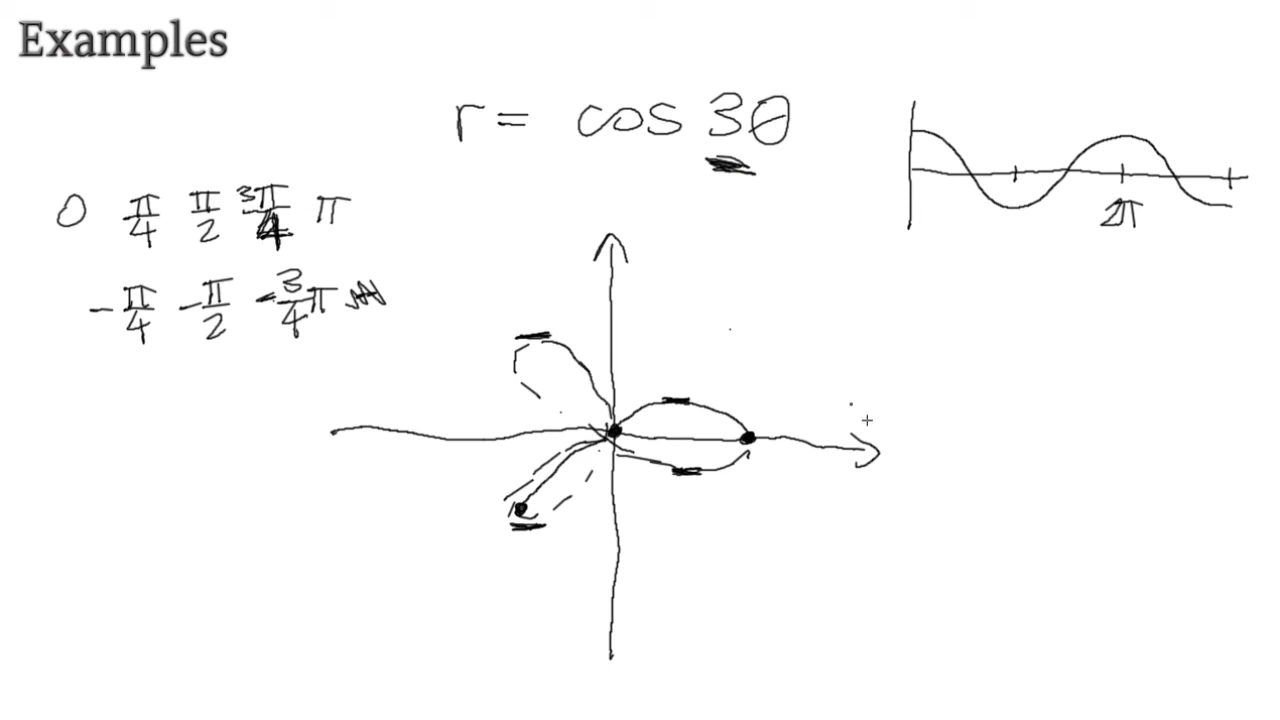 Examples
r = cos 3θ
0 π/4 π/2 3π/4 π
-π/4 -π/2 -3/4π
2π